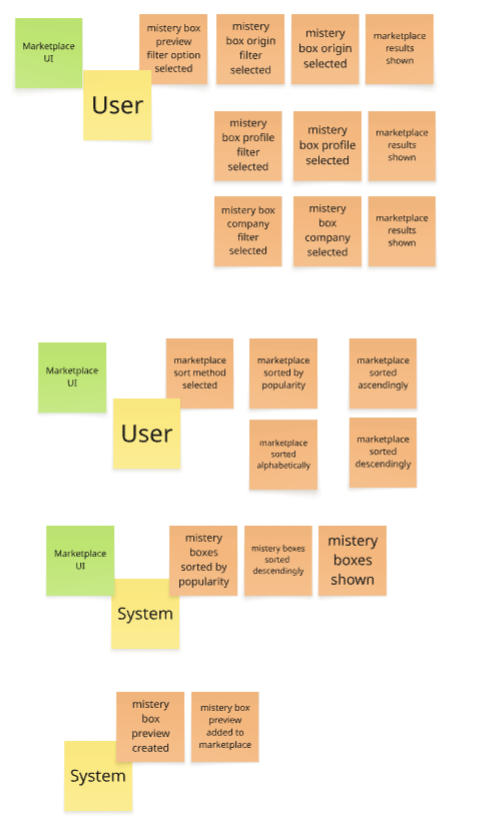 Marketplace
UI
User
mistery box
preview
filter option
selected
mistery
box origin
filter
selected
mistery
box origin
selected
marketplace
results
shown
mistery
box profile
filter
selected
mistery
box profile
selected
marketplace
results
shown
mistery box
company
filter
selected
mistery
box
company
selected
marketplace
results
shown
Marketplace
UI
User
marketplace
sort method
selected
marketplace
sorted by
popularity
marketplace
sorted
ascendingly
marketplace
sorted
alphabetically
marketplace
sorted
descendingly
Marketplace
UI
System
mistery
boxes
sorted by
popularity
mistery boxes
sorted
descendingly
mistery
boxes
shown
System
mistery
box
preview
created
mistery box
preview
added to
marketplace